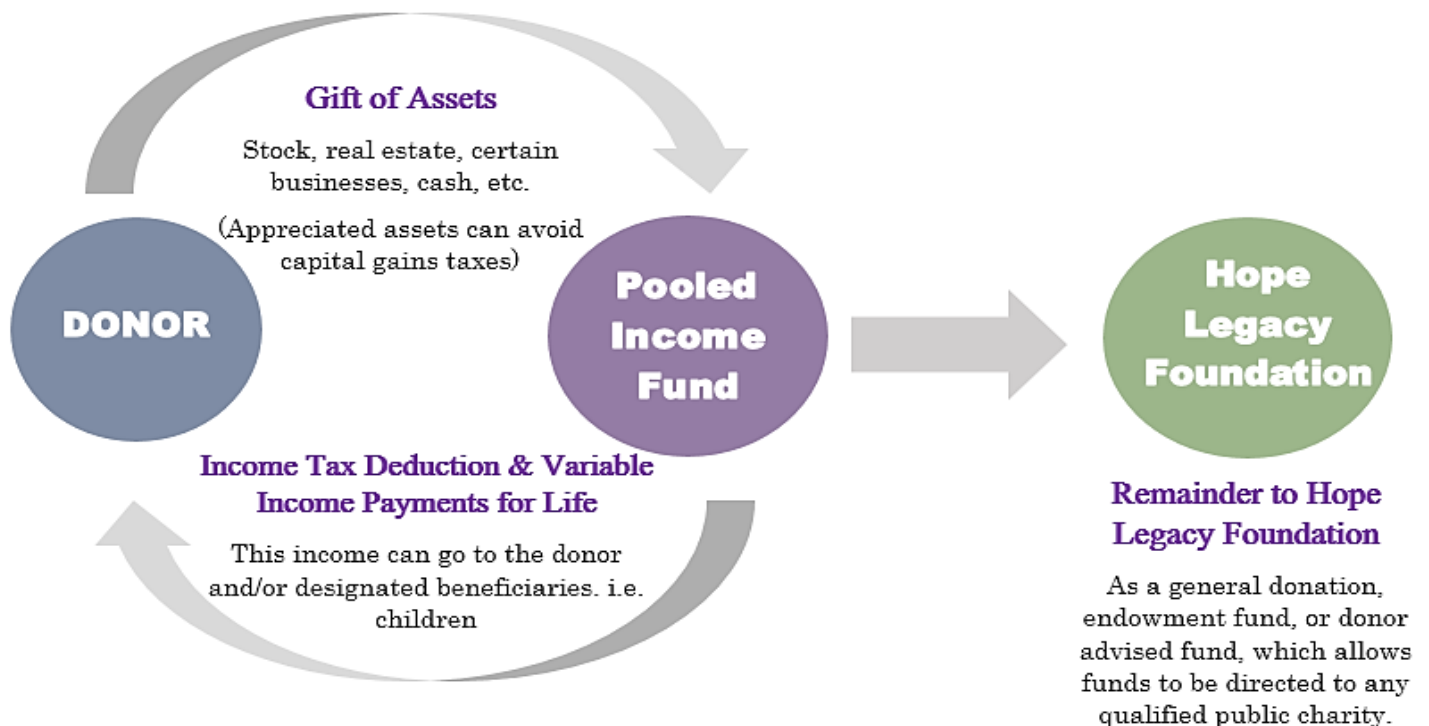 Gift of Assets
Stock, real estate, certain
businesses, cash, etc.
(Appreciated assets can avoid
capital gains taxes)
DONOR
Pooled
Income
Fund
Hope
Legacy
Foundation
Income Tax Deduction & Variable
Income Payments for Life
This income can go to the donor
and/or designated beneficiaries. i.e.
children
Remainder to Hope
Legacy Foundation
As a general donation,
endowment fund, or donor
advised fund, which allows
funds to be directed to any
qualified public charity.